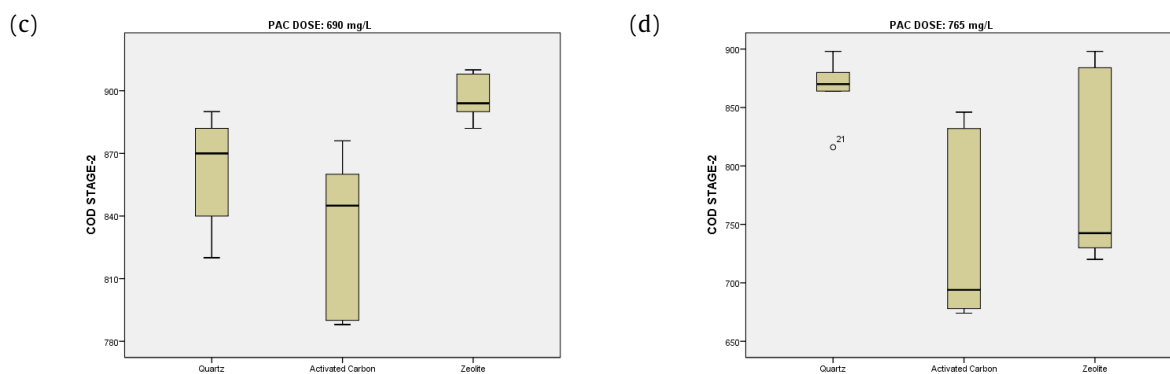 (c)
PAC DOSE: 690 mg/L
COD STAGE-2
900
870
840
810
780
Quartz
Activated Carbon
Zeolite
(d)
PAC DOSE: 765 mg/L
COD STAGE-2
900
850
800
750
700
650
21
Quartz
Activated Carbon
Zeolite